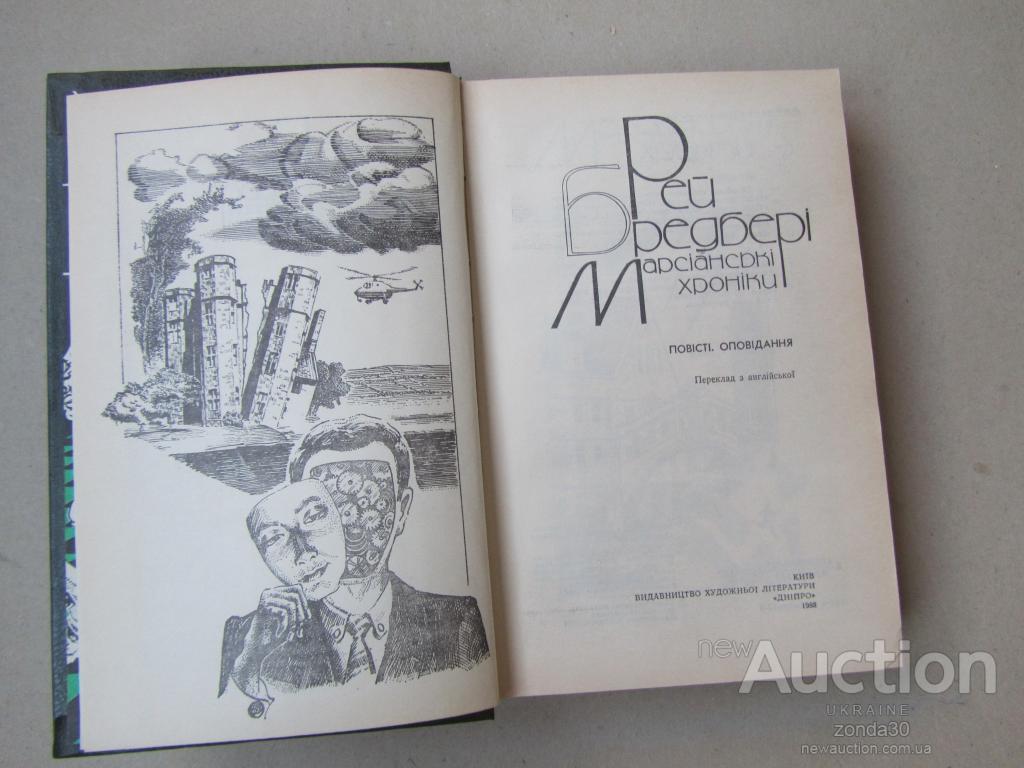 Рей
Бредбері
Марсіанські
хроніки
ПОВІСТІ. ОПОВІДАННЯ
Переклад з англійської
КИЇВ
ВИДАВНИЦТВО ХУДОЖНЬОЇ ЛІТЕРАТУРИ
«ДНІПРО»
1988
new Auction
UKRAINE
zonda30
newauction.com.ua